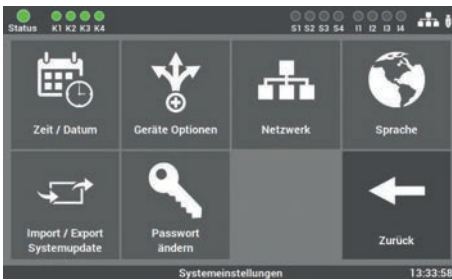 Status K1 K2 K3 K4 S1 S2 S3 S4 I1 I2 I3 I4
Zeit / Datum
Geräte Optionen
Netzwerk
Sprache
Import / Export
Systemupdate
Passwort
ändern
Zurück
Systemeinstellungen 13:33:58